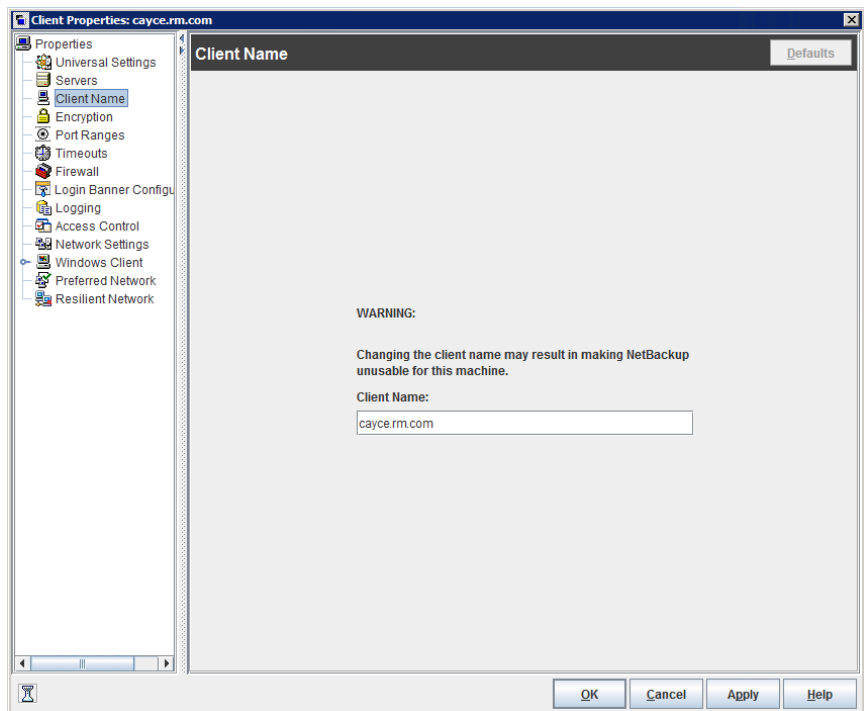 Client Properties: cayce.rm.com
Properties
Universal Settings
Servers
Client Name
Encryption
Port Ranges
Timeouts
Firewall
Login Banner Configu
Logging
Access Control
Network Settings
Windows Client
Preferred Network
Resilient Network
Client Name
Defaults
WARNING:
Changing the client name may result in making NetBackup
unusable for this machine.
Client Name:
cayce.rm.com
OK
Cancel
Apply
Help